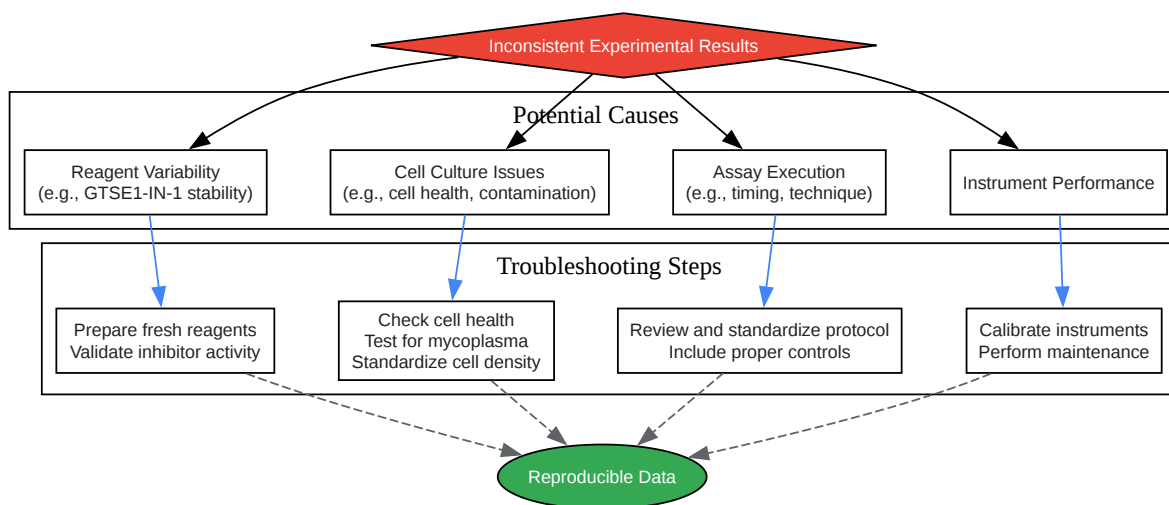 Inconsistent Experimental Results
Potential Causes
Reagent Variability
(e.g., GTSE1-IN-1 stability)
Cell Culture Issues
(e.g., cell health, contamination)
Assay Execution
(e.g., timing, technique)
Instrument Performance
Troubleshooting Steps
Prepare fresh reagents
Validate inhibitor activity
Check cell health
Test for mycoplasma
Standardize cell density
Review and standardize protocol
Include proper controls
Calibrate instruments
Perform maintenance
Reproducible Data